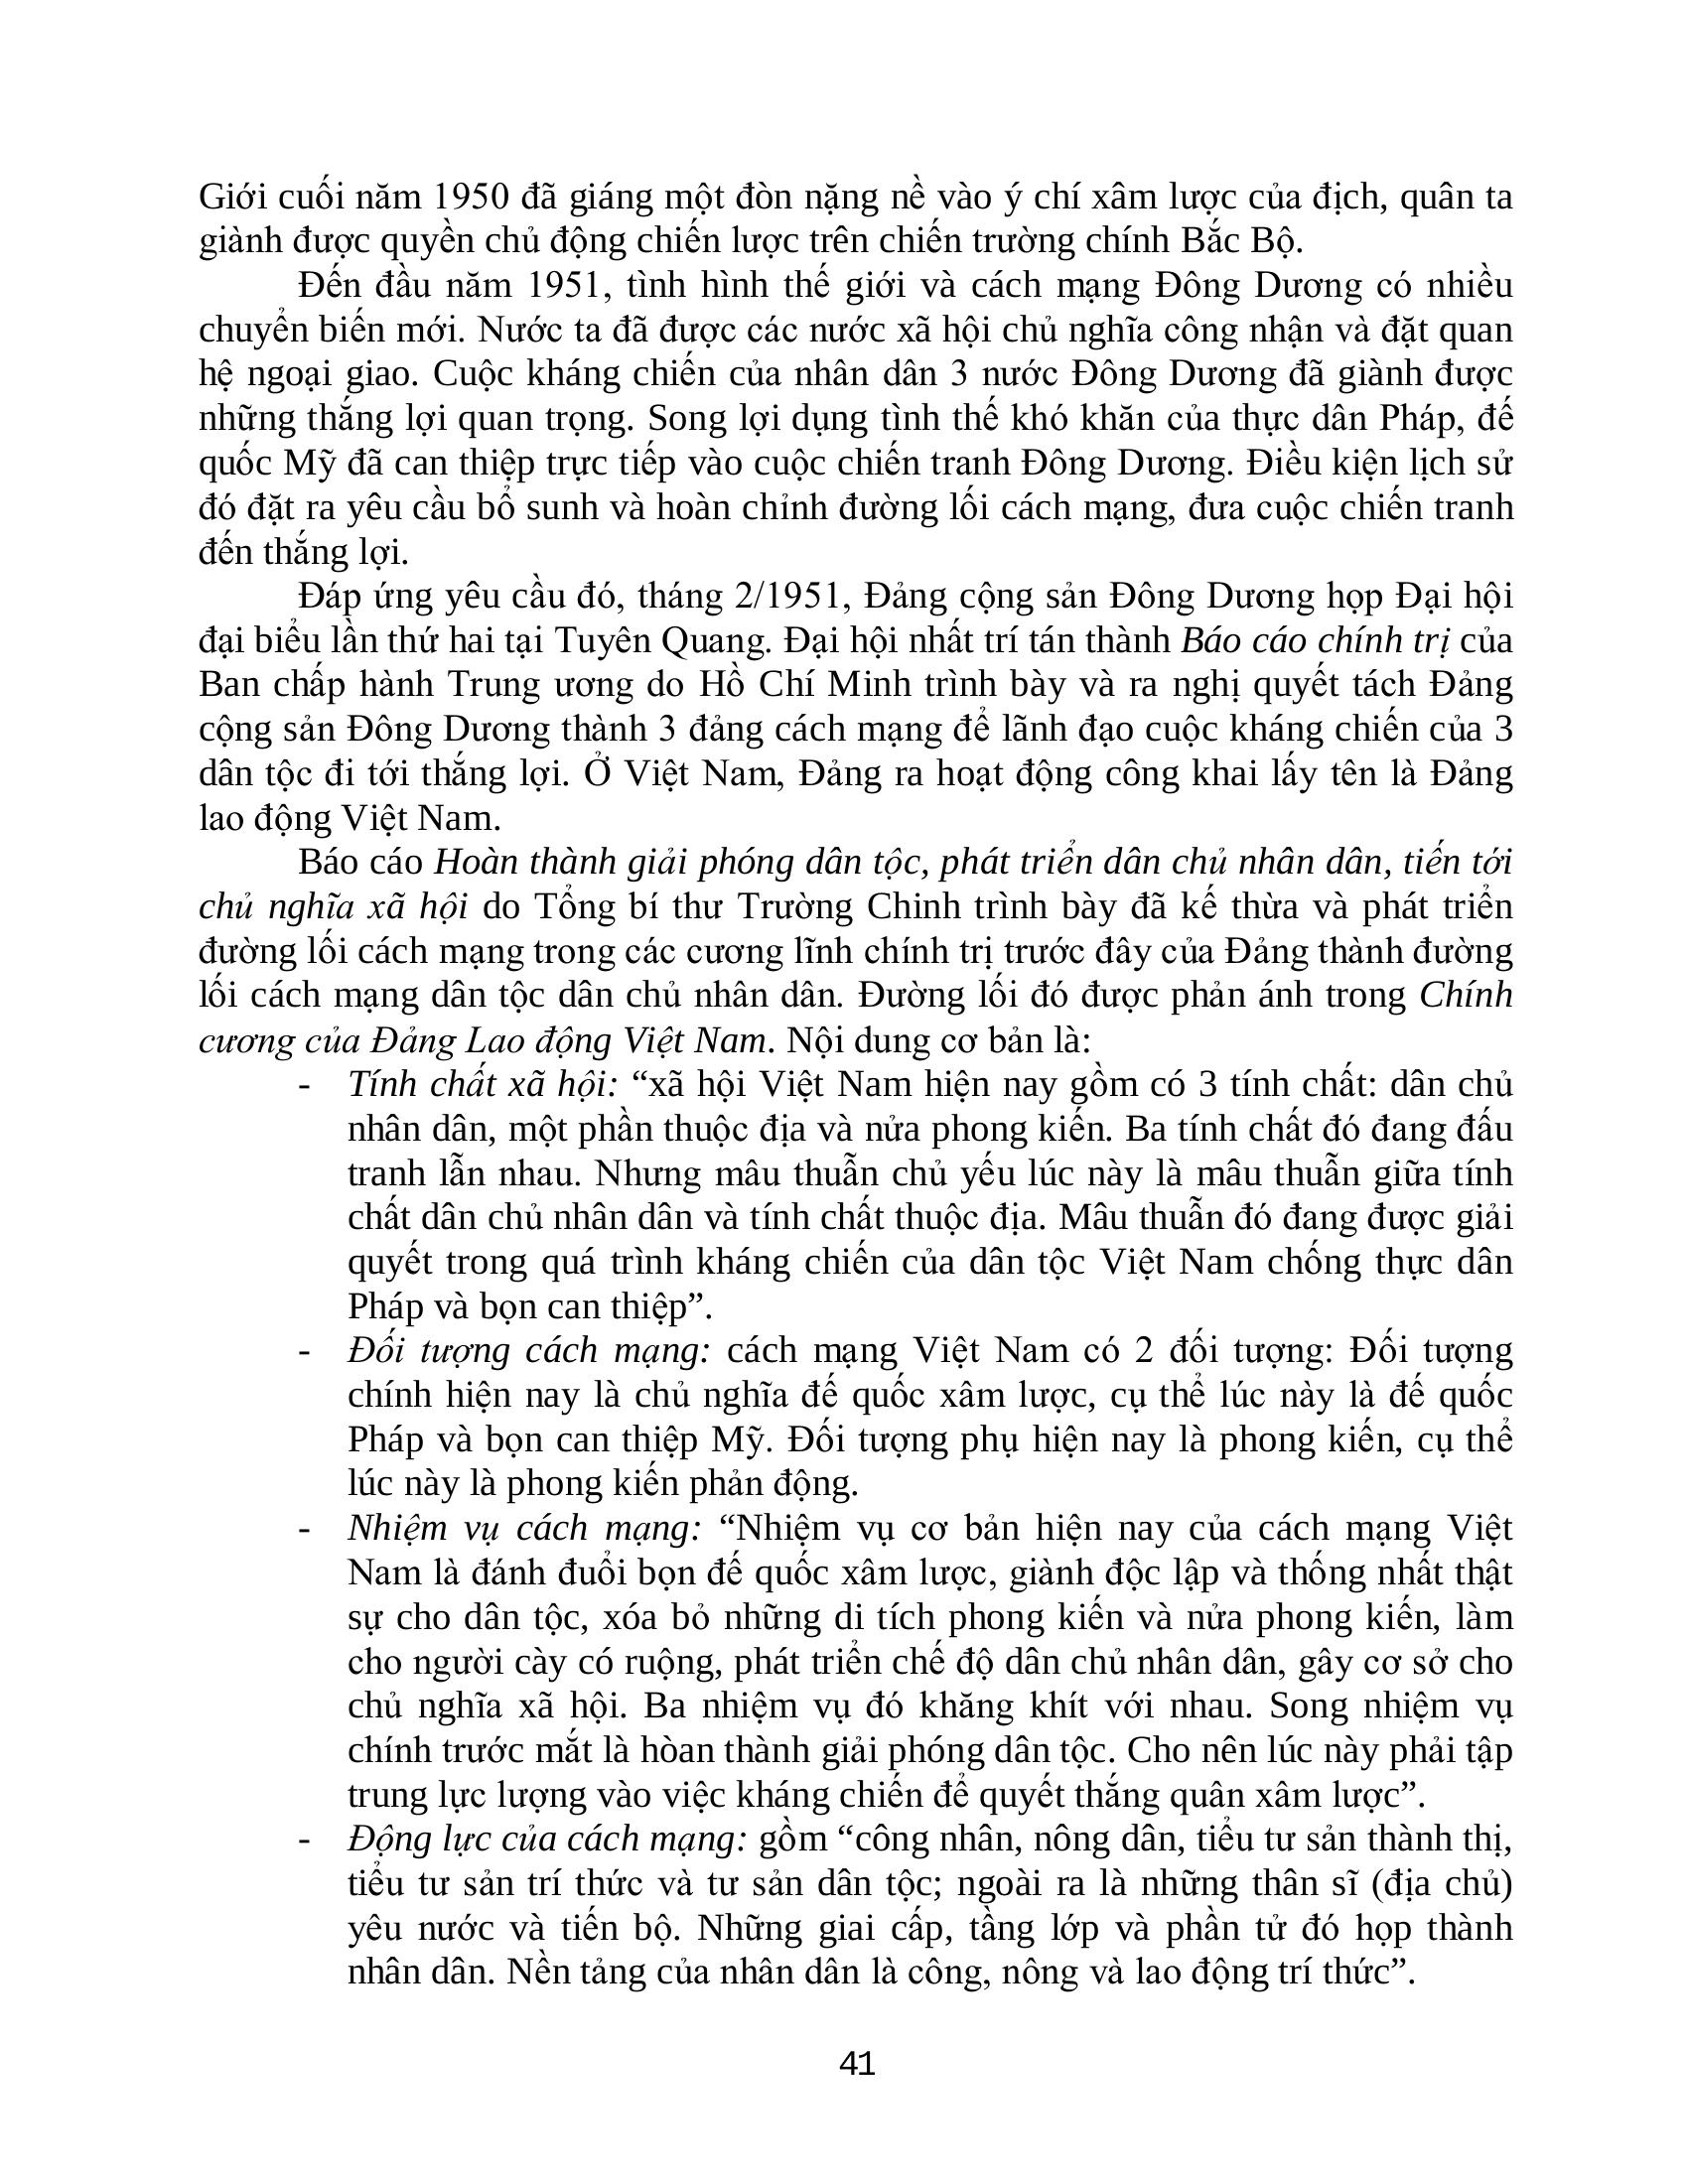 Giới cuối năm 1950 đã giáng một đòn nặng nề vào ý chí xâm lược của địch, quân ta
giành được quyền chủ động chiến lược trên chiến trường chính Bắc Bộ.
Đến đầu năm 1951, tình hình thế giới và cách mạng Đông Dương có nhiều
chuyển biến mới. Nước ta đã được các nước xã hội chủ nghĩa công nhận và đặt quan
hệ ngoại giao. Cuộc kháng chiến của nhân dân 3 nước Đông Dương đã giành được
những thắng lợi quan trọng. Song lợi dụng tình thế khó khăn của thực dân Pháp, đế
quốc Mỹ đã can thiệp trực tiếp vào cuộc chiến tranh Đông Dương. Điều kiện lịch sử
đó đặt ra yêu cầu bổ sunh và hoàn chỉnh đường lối cách mạng, đưa cuộc chiến tranh
đến thắng lợi.
Đáp ứng yêu cầu đó, tháng 2/1951, Đảng cộng sản Đông Dương họp Đại hội
đại biểu lần thứ hai tại Tuyên Quang. Đại hội nhất trí tán thành Báo cáo chính trị của
Ban chấp hành Trung ương do Hồ Chí Minh trình bày và ra nghị quyết tách Đảng
cộng sản Đông Dương thành 3 đảng cách mạng để lãnh đạo cuộc kháng chiến của 3
dân tộc đi tới thắng lợi. Ở Việt Nam, Đảng ra hoạt động công khai lấy tên là Đảng
lao động Việt Nam.
Báo cáo Hoàn thành giải phóng dân tộc, phát triển dân chủ nhân dân, tiến tới
chủ nghĩa xã hội do Tổng bí thư Trường Chinh trình bày đã kế thừa và phát triển
đường lối cách mạng trong các cương lĩnh chính trị trước đây của Đảng thành đường
lối cách mạng dân tộc dân chủ nhân dân. Đường lối đó được phản ánh trong Chính
cương của Đảng Lao động Việt Nam. Nội dung cơ bản là:
- Tính chất xã hội: “xã hội Việt Nam hiện nay gồm có 3 tính chất: dân chủ
nhân dân, một phần thuộc địa và nửa phong kiến. Ba tính chất đó đang đấu
tranh lẫn nhau. Nhưng mâu thuẫn chủ yếu lúc này là mâu thuẫn giữa tính
chất dân chủ nhân dân và tính chất thuộc địa. Mâu thuẫn đó đang được giải
quyết trong quá trình kháng chiến của dân tộc Việt Nam chống thực dân
Pháp và bọn can thiệp”.
- Đối tượng cách mạng: cách mạng Việt Nam có 2 đối tượng: Đối tượng
chính hiện nay là chủ nghĩa đế quốc xâm lược, cụ thể lúc này là đế quốc
Pháp và bọn can thiệp Mỹ. Đối tượng phụ hiện nay là phong kiến, cụ thể
lúc này là phong kiến phản động.
- Nhiệm vụ cách mạng: “Nhiệm vụ cơ bản hiện nay của cách mạng Việt
Nam là đánh đuổi bọn đế quốc xâm lược, giành độc lập và thống nhất thật
sự cho dân tộc, xóa bỏ những di tích phong kiến và nửa phong kiến, làm
cho người cày có ruộng, phát triển chế độ dân chủ nhân dân, gây cơ sở cho
chủ nghĩa xã hội. Ba nhiệm vụ đó khăng khít với nhau. Song nhiệm vụ
chính trước mắt là hòan thành giải phóng dân tộc. Cho nên lúc này phải tập
trung lực lượng vào việc kháng chiến để quyết thắng quân xâm lược”.
- Động lực của cách mạng: gồm “công nhân, nông dân, tiểu tư sản thành thị,
tiểu tư sản trí thức và tư sản dân tộc; ngoài ra là những thân sĩ (địa chủ)
yêu nước và tiến bộ. Những giai cấp, tầng lớp và phần tử đó họp thành
nhân dân. Nền tảng của nhân dân là công, nông và lao động trí thức”.
41